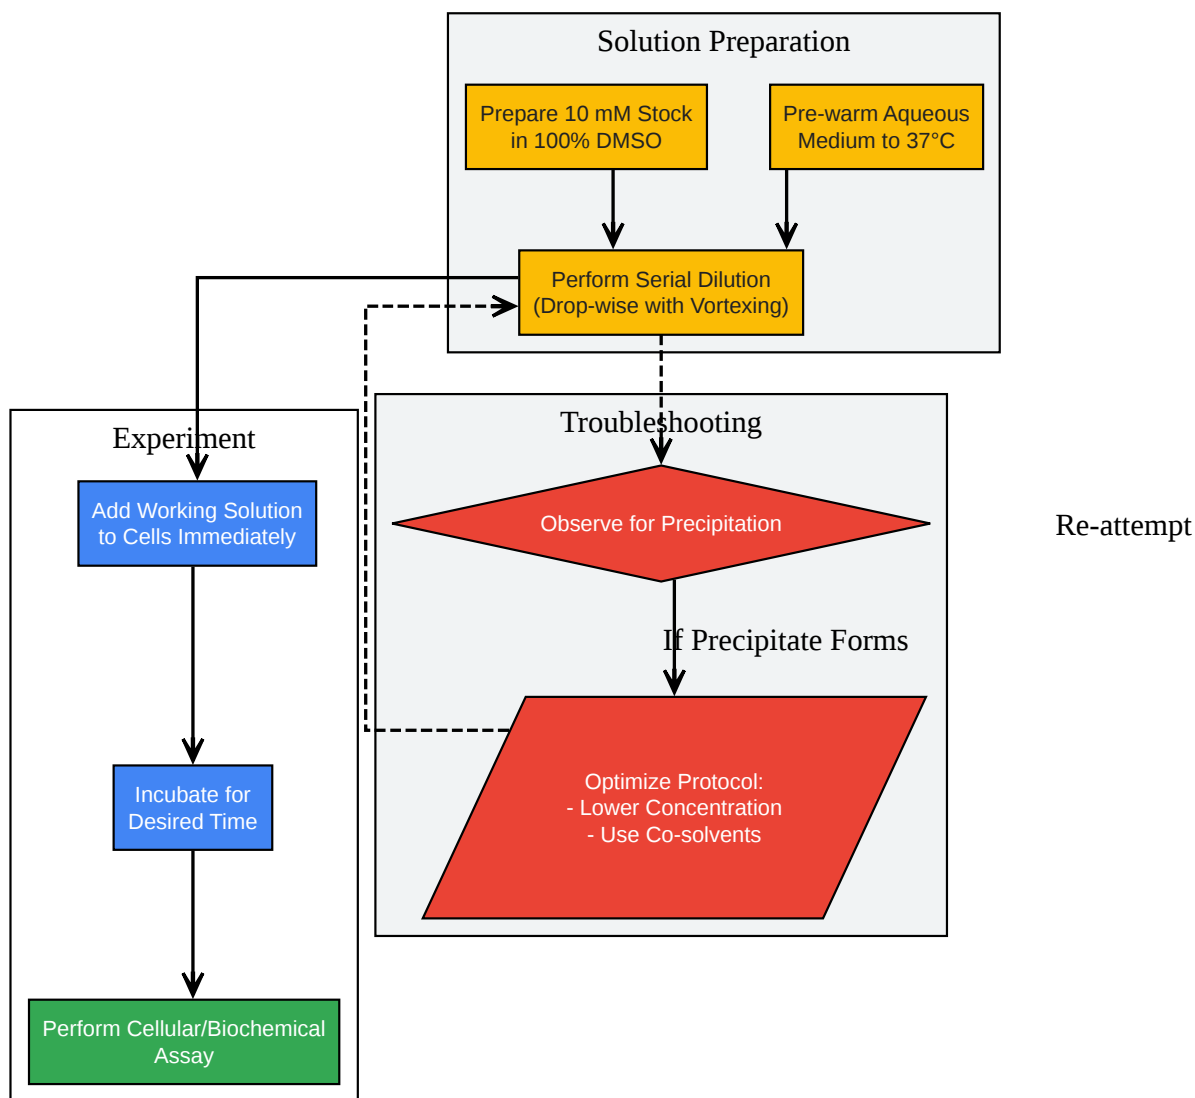 Solution Preparation
Prepare 10 mM Stock
in 100% DMSO
Pre-warm Aqueous
Medium to 37°C
Perform Serial Dilution
(Drop-wise with Vortexing)
Experiment
Add Working Solution
to Cells Immediately
Incubate for
Desired Time
Perform Cellular/Biochemical
Assay
Troubleshooting
Observe for Precipitation
If Precipitate Forms
Optimize Protocol:
- Lower Concentration
- Use Co-solvents
Re-attempt